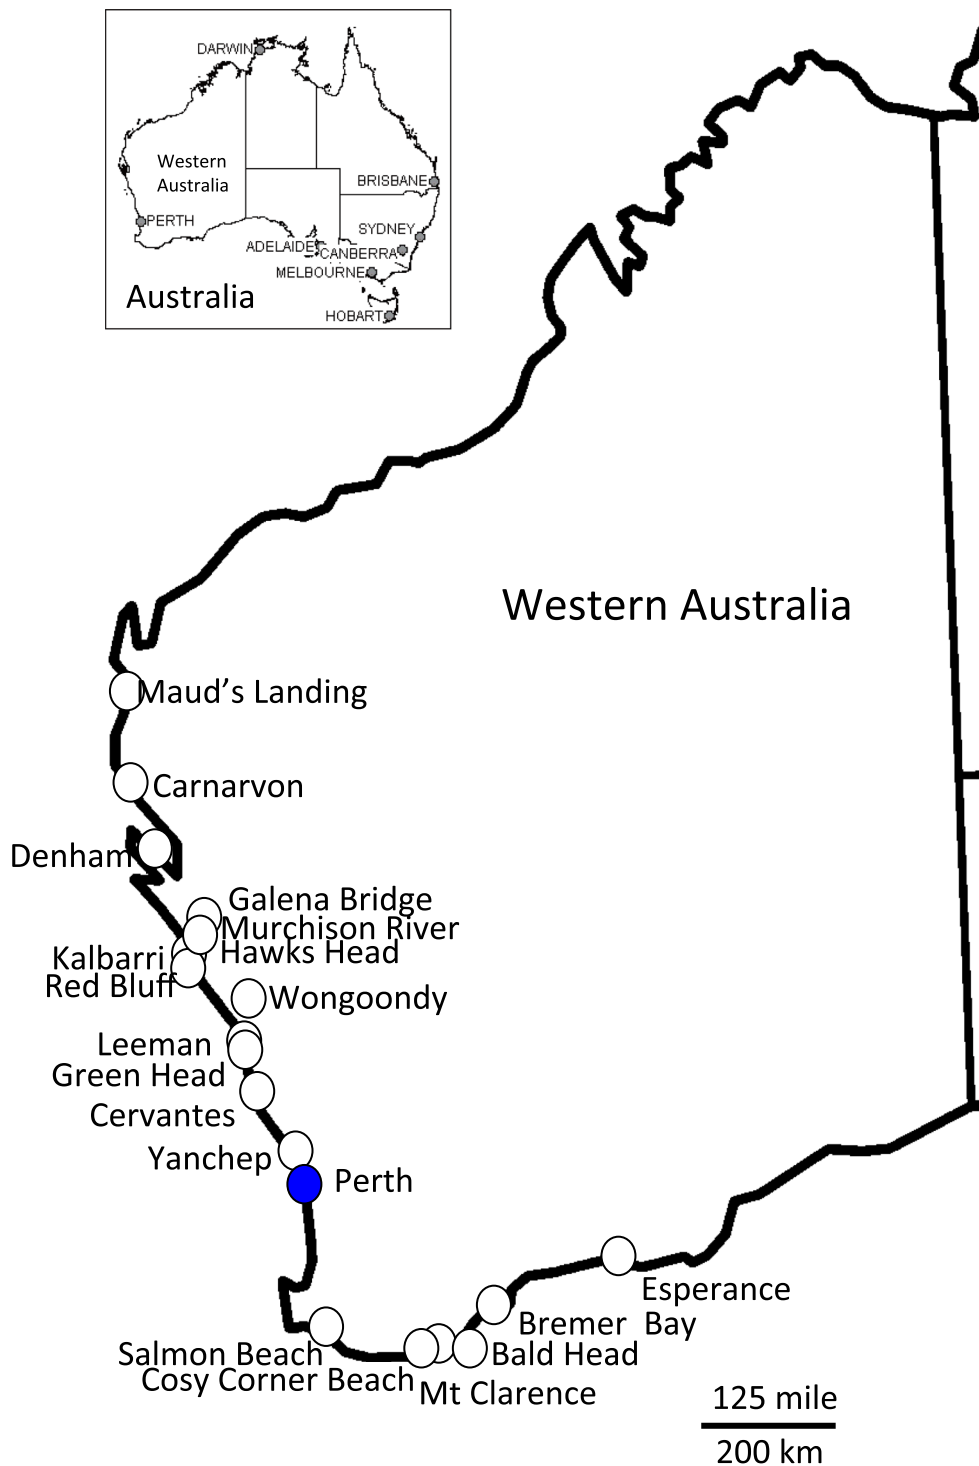 DARWIN
Western
Australia
BRISBANE
PERTH
SYDNEY
ADELAIDE
CANBERRA
MELBOURNE
Australia
HOBART
Western Australia
Maud’s Landing
Carnarvon
Denham
Galena Bridge
Murchison River
Hawks Head
Kalbarri
Red Bluff
Wongoondy
Leeman
Green Head
Cervantes
Yanchep
Perth
Esperance
Bremer Bay
Salmon Beach
Bald Head
Cosy Corner Beach
Mt Clarence
125 mile
200 km